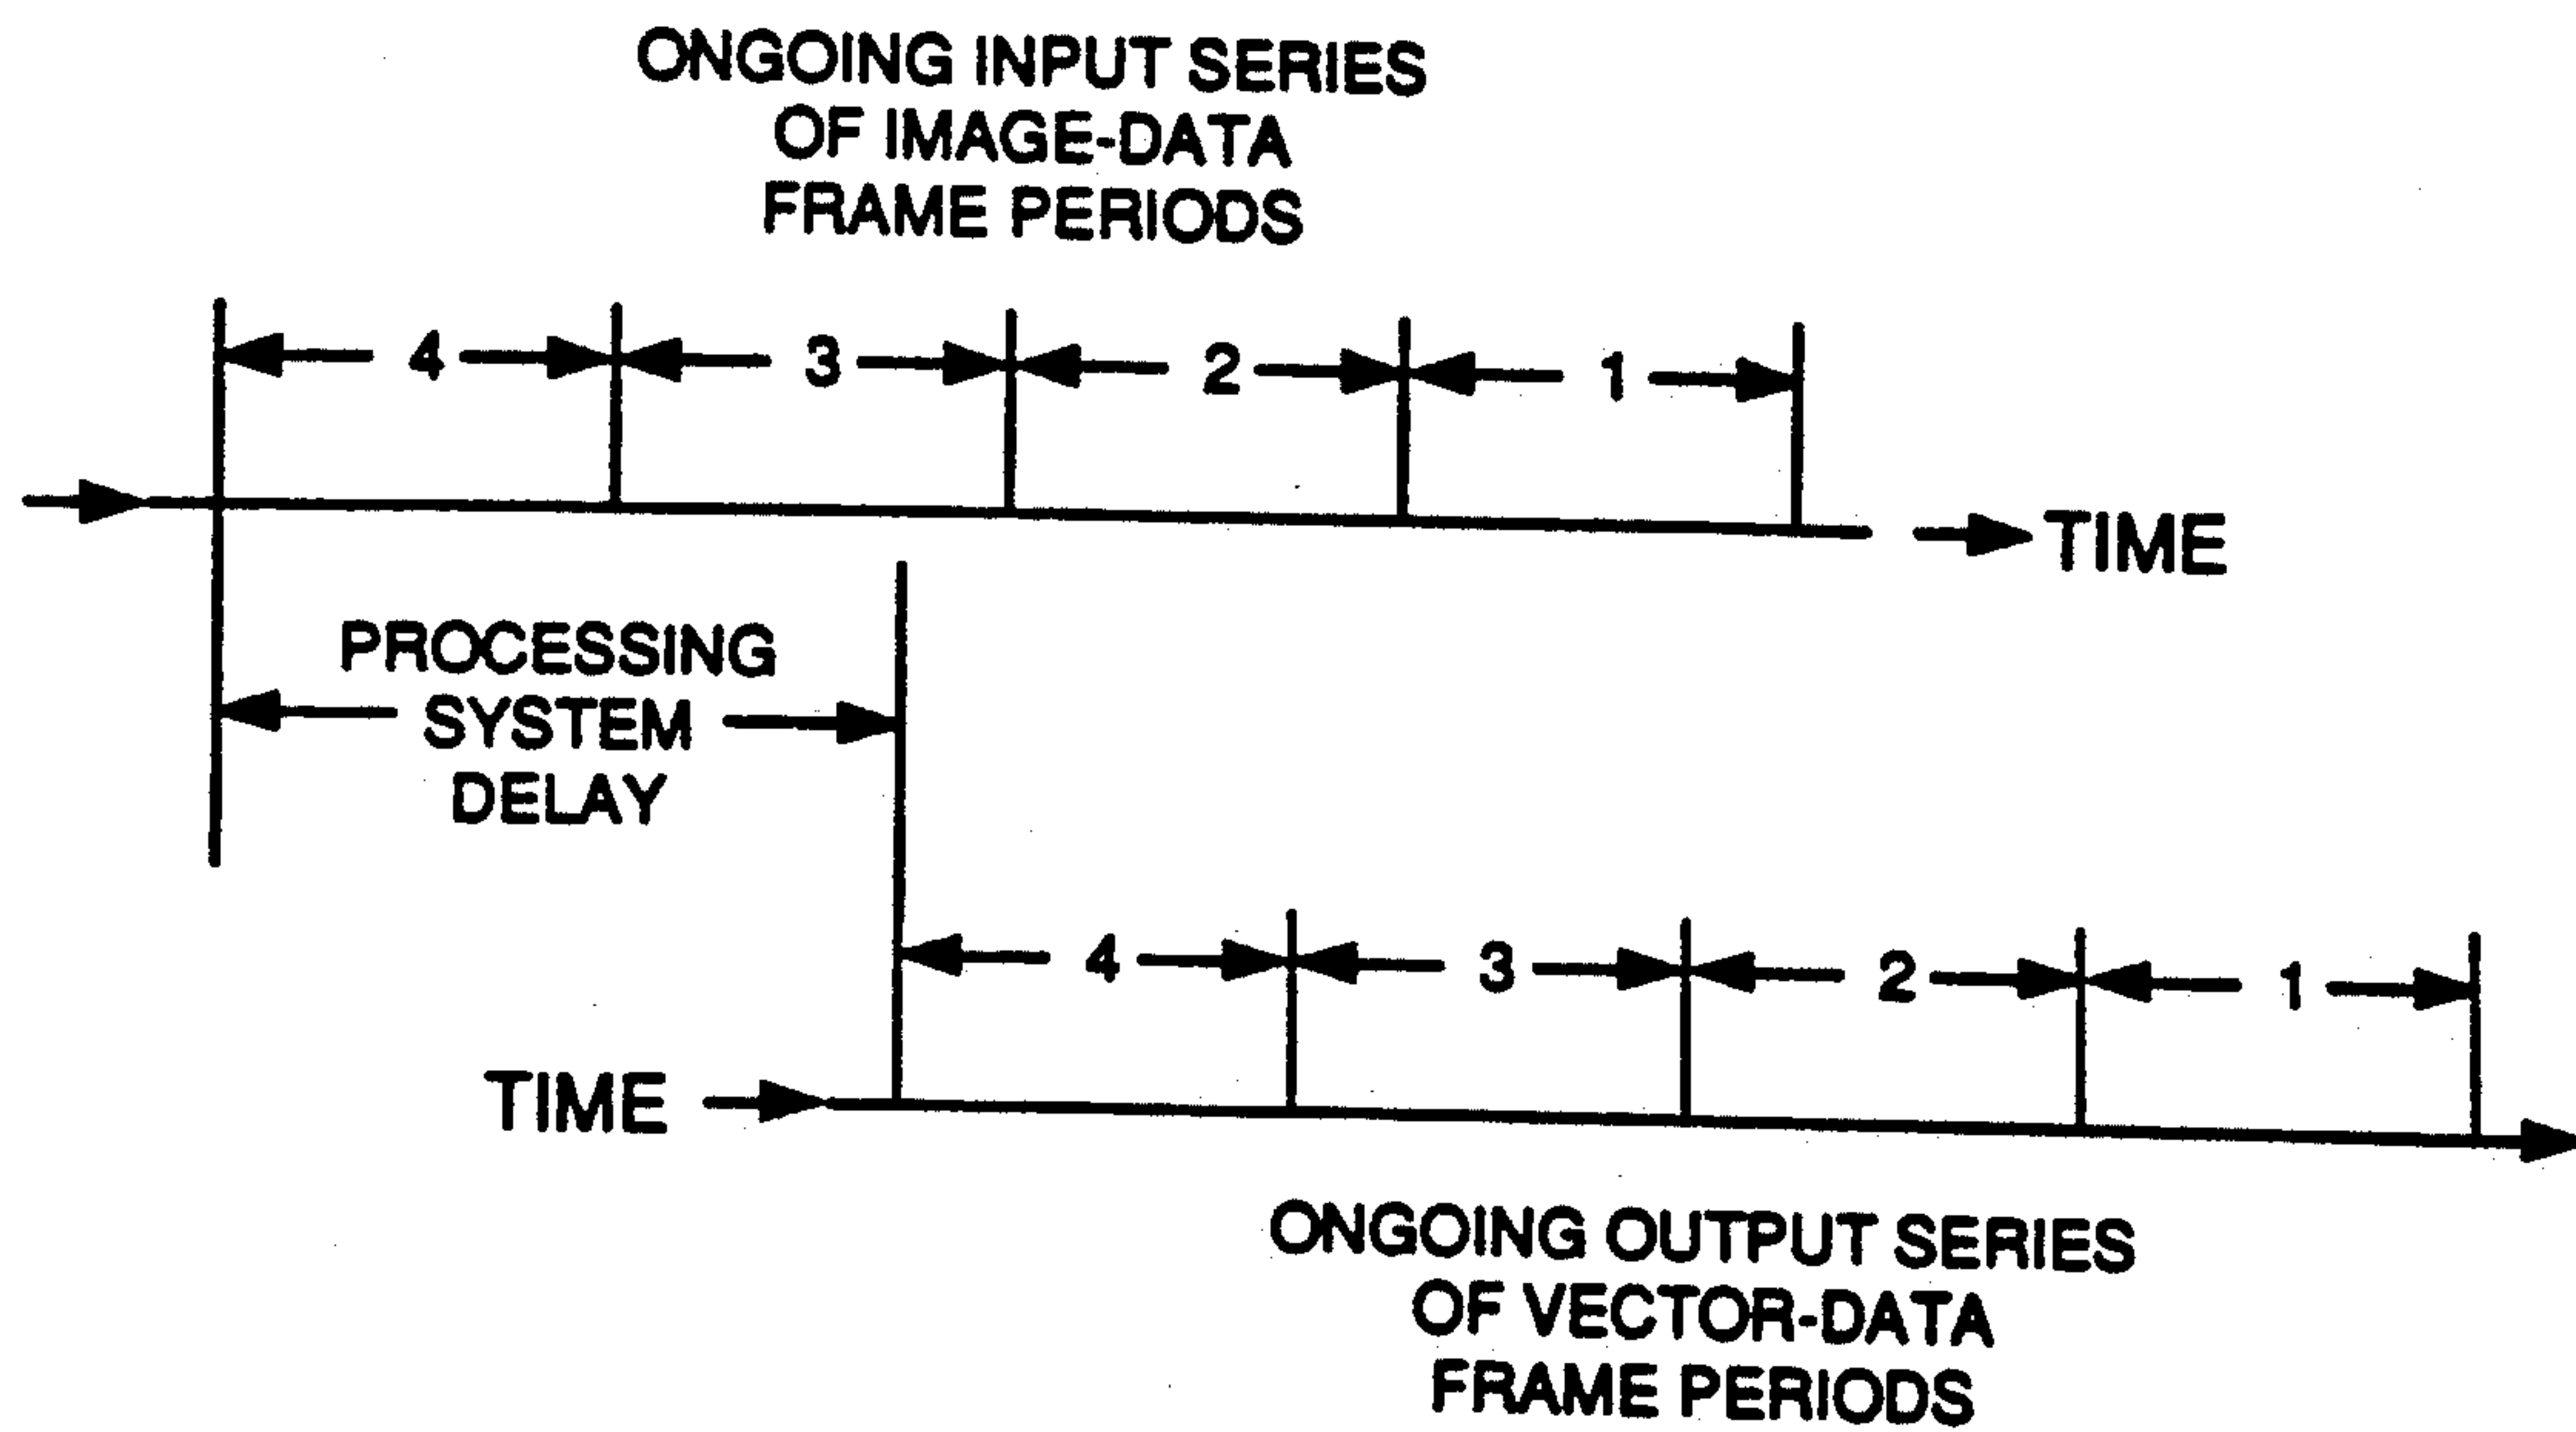 ONGOING INPUT SERIES
OF IMAGE-DATA
FRAME PERIODS
4 3 2 1
TIME
PROCESSING
SYSTEM
DELAY
4 3 2 1
TIME
ONGOING OUTPUT SERIES
OF VECTOR-DATA
FRAME PERIODS